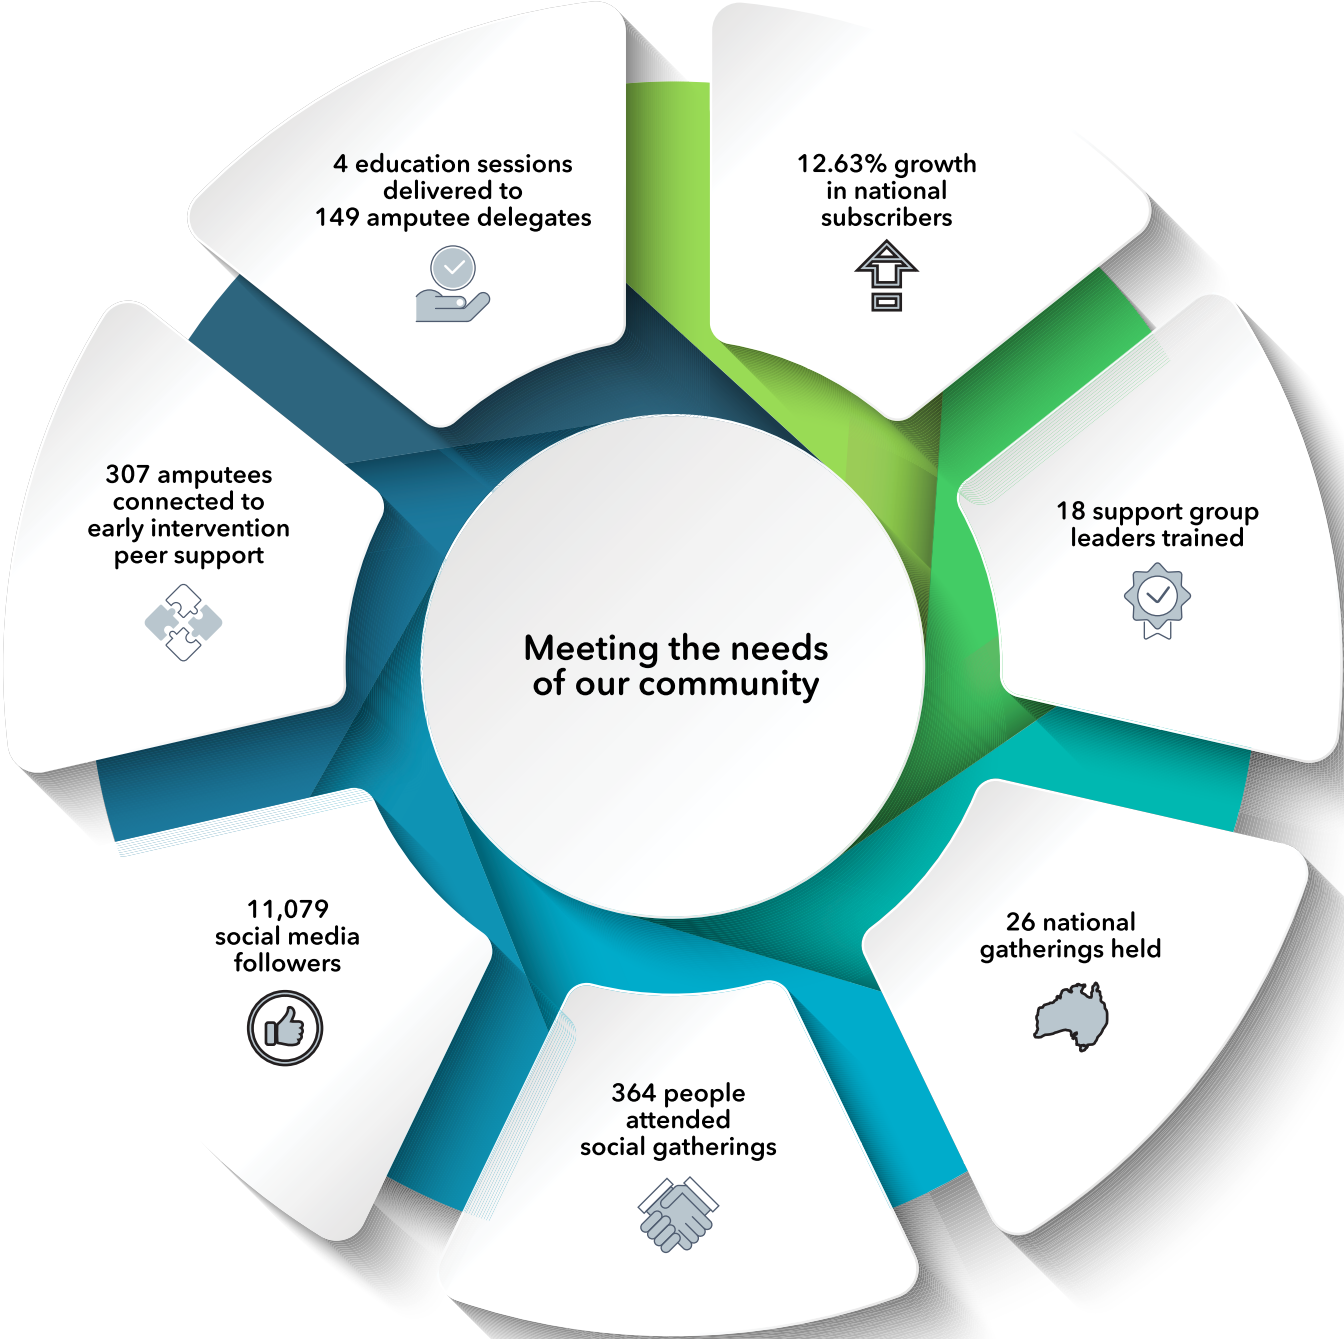 4 education sessions
delivered to
149 amputee delegates
12.63% growth
in national
subscribers
307 amputees
connected to
early intervention
peer support
18 support group
leaders trained
Meeting the needs
of our community
11,079
social media
followers
26 national
gatherings held
364 people
attended
social gatherings